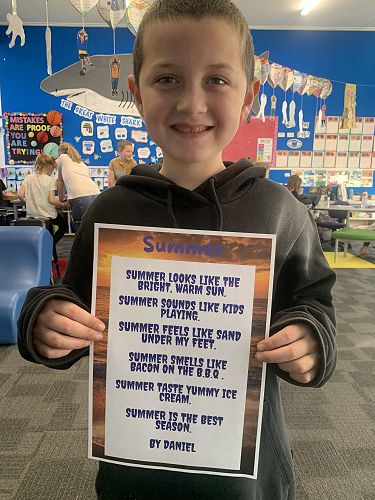 MISTAKES
ARE PROOF
YOU ARE
TRYING!
THE GREAT WHITE SHARK
Summer
SUMMER LOOKS LIKE THE
BRIGHT, WARM SUN.
SUMMER SOUNDS LIKE KIDS
PLAYING.
SUMMER FEELS LIKE SAND
UNDER MY FEET.
SUMMER SMELLS LIKE
BACON ON THE B.B.Q .
SUMMER TASTE YUMMY ICE
CREAM.
SUMMER IS THE BEST
SEASON.
BY DANIEL